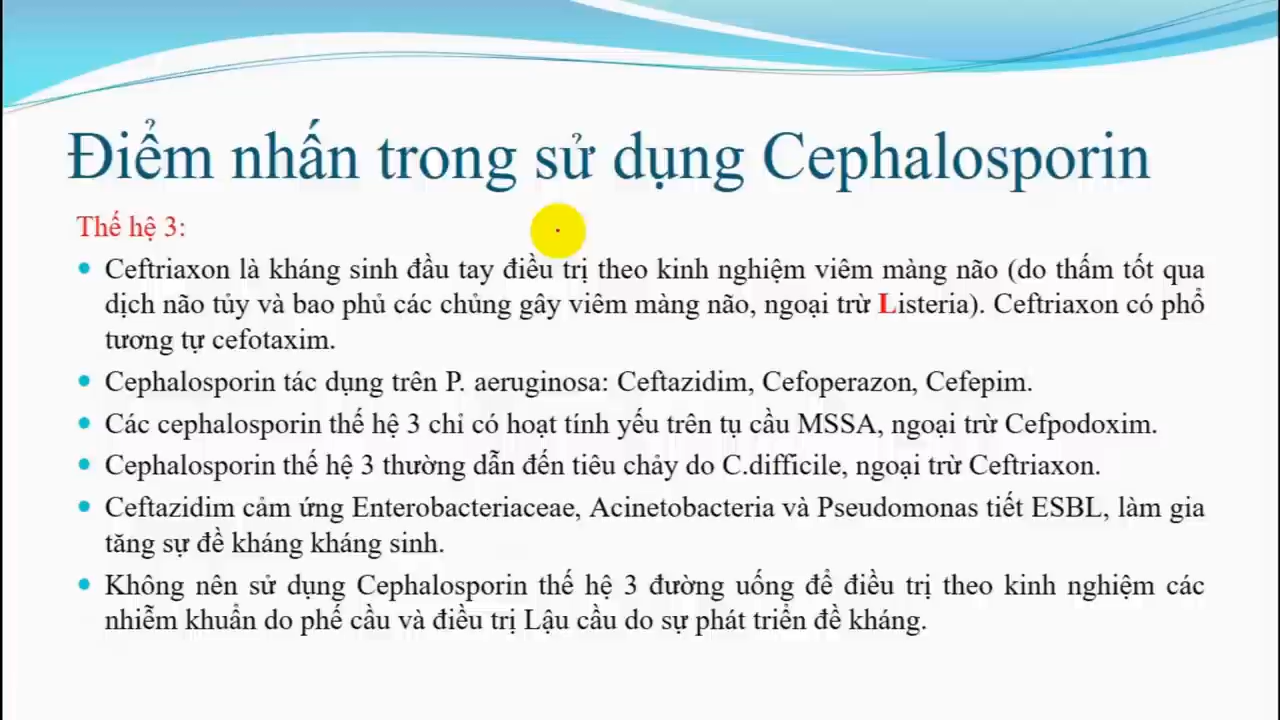 Điểm nhấn trong sử dụng Cephalosporin
Thế hệ 3:
• Ceftriaxon là kháng sinh đầu tay điều trị theo kinh nghiệm viêm màng não (do thấm tốt qua
dịch não tủy và bao phủ các chủng gây viêm màng não, ngoại trừ Listeria). Ceftriaxon có phổ
tương tự cefotaxim.
• Cephalosporin tác dụng trên P. aeruginosa: Ceftazidim, Cefoperazon, Cefepim.
• Các cephalosporin thế hệ 3 chỉ có hoạt tính yếu trên tụ cầu MSSA, ngoại trừ Cefpodoxim.
• Cephalosporin thế hệ 3 thường dẫn đến tiêu chảy do C.difficile, ngoại trừ Ceftriaxon.
• Ceftazidim cảm ứng Enterobacteriaceae, Acinetobacteria và Pseudomonas tiết ESBL, làm gia
tăng sự đề kháng kháng sinh.
• Không nên sử dụng Cephalosporin thế hệ 3 đường uống để điều trị theo kinh nghiệm các
nhiễm khuẩn do phế cầu và điều trị Lậu cầu do sự phát triển đề kháng.